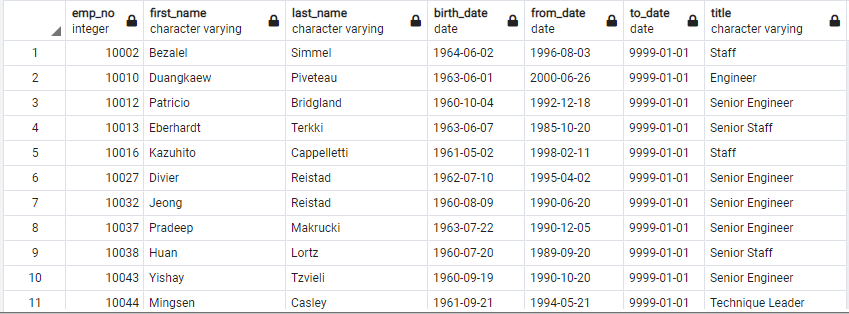 emp_no first_name last_name birth_date from_date to_date title
integer character varying character varying date date date character varying
1 10002 Bezalel Simmel 1964-06-02 1996-08-03 9999-01-01 Staff
2 10010 Duangkaew Piveteau 1963-06-01 2000-06-26 9999-01-01 Engineer
3 10012 Patricio Bridgland 1960-10-04 1992-12-18 9999-01-01 Senior Engineer
4 10013 Eberhardt Terkki 1963-06-07 1985-10-20 9999-01-01 Senior Staff
5 10016 Kazuhito Cappelletti 1961-05-02 1998-02-11 9999-01-01 Staff
6 10027 Divier Reistad 1962-07-10 1995-04-02 9999-01-01 Senior Engineer
7 10032 Jeong Reistad 1960-08-09 1990-06-20 9999-01-01 Senior Engineer
8 10037 Pradeep Makrucki 1963-07-22 1990-12-05 9999-01-01 Senior Engineer
9 10038 Huan Lortz 1960-07-20 1989-09-20 9999-01-01 Senior Staff
10 10043 Yishay Tzvieli 1960-09-19 1990-10-20 9999-01-01 Senior Engineer
11 10044 Mingsen Casley 1961-09-21 1994-05-21 9999-01-01 Technique Leader